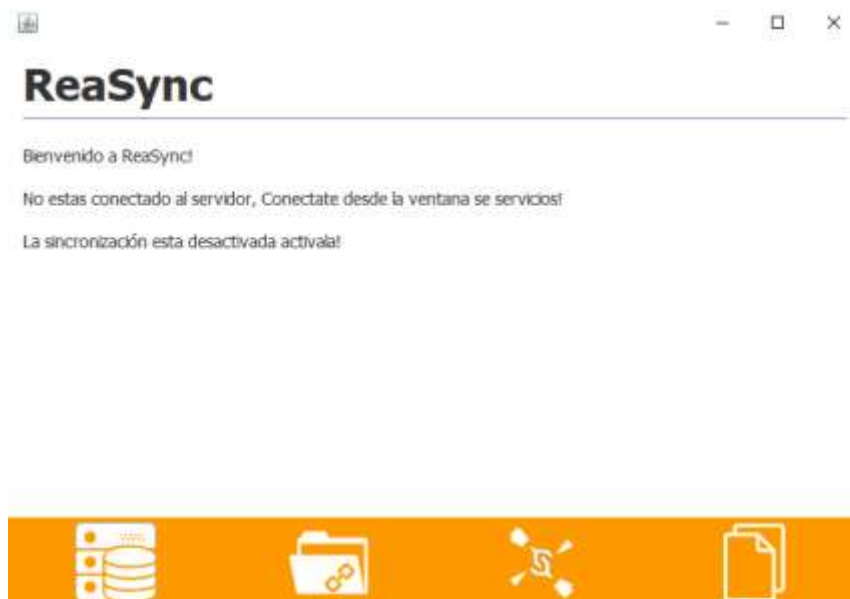 ReaSync
Bienvenido a ReaSync!
No estas conectado al servidor, Conectate desde la ventana se servicios!
La sincronización esta desactivada activala!